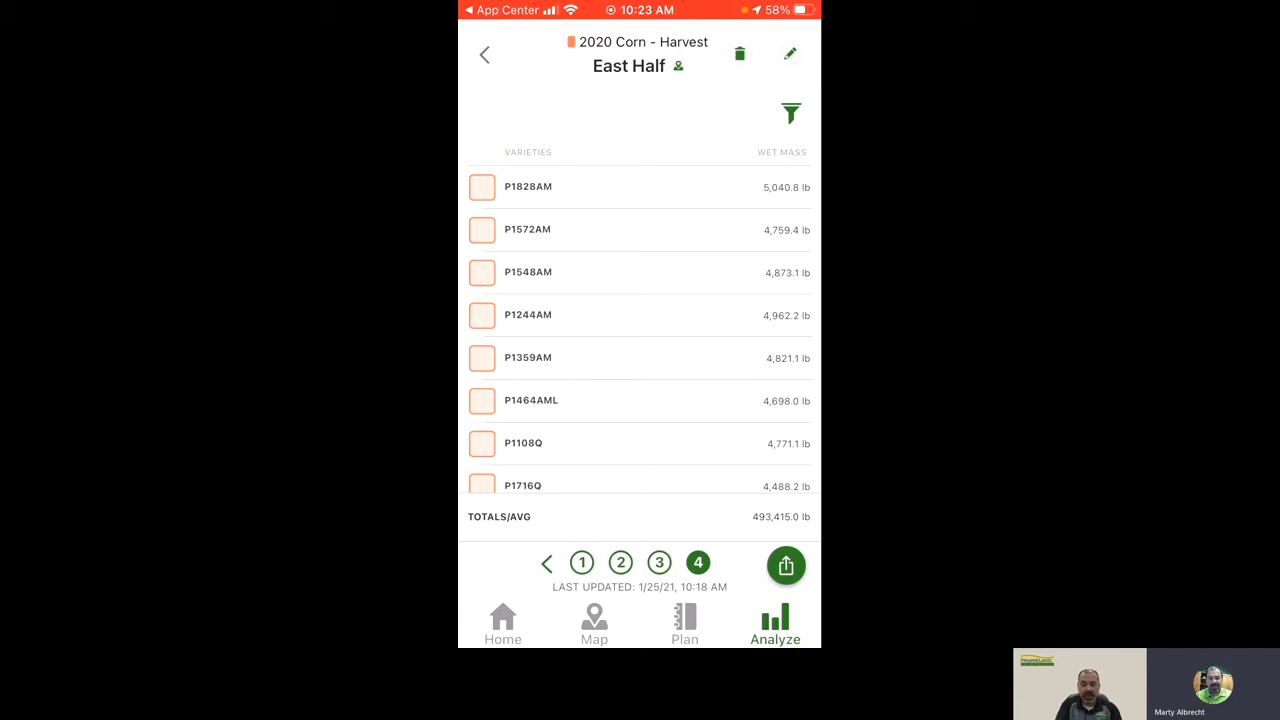 ◀ App Center 10:23 AM 58%
2020 Corn - Harvest
East Half
VARIETIES WET MASS
P1828AM 5,040.8 lb
P1572AM 4,759.4 lb
P1548AM 4,873.1 lb
P1244AM 4,962.2 lb
P1359AM 4,821.1 lb
P1464AML 4,698.0 lb
P1108Q 4,771.1 lb
P1716Q 4,488.2 lb
TOTALS/AVG 493,415.0 lb
1 2 3 4
LAST UPDATED: 1/25/21, 10:18 AM
Home Map Plan Analyze
PRAIRIELAND
Marty Albrecht